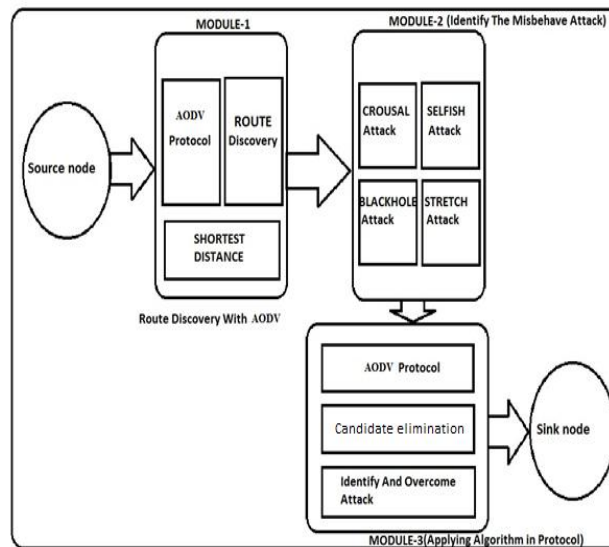 MODULE-1
MODULE-2 (Identify The Misbehave Attack)
Source node
AODV
Protocol
ROUTE
Discovery
SHORTEST
DISTANCE
Route Discovery With AODV
CROUSAL
Attack
SELFISH
Attack
BLACKHOLE
Attack
STRETCH
Attack
AODV Protocol
Candidate elimination
Identify And Overcome
Attack
Sink node
MODULE-3(Applying Algorithm in Protocol)